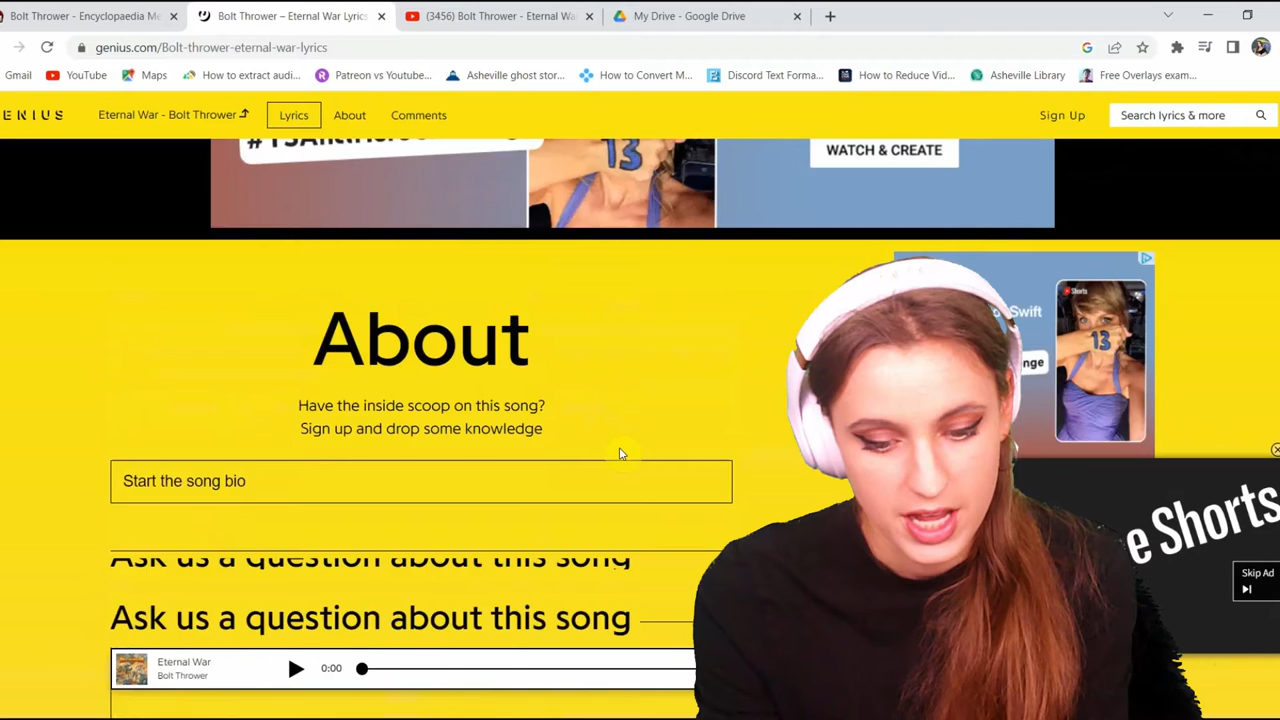 Bolt Thrower - Encyclopaedia Me
Bolt Thrower – Eternal War Lyrics
(3456) Bolt Thrower - Eternal Wa
My Drive - Google Drive
genius.com/Bolt-thrower-eternal-war-lyrics
Gmail
YouTube
Maps
How to extract audi...
Patreon vs Youtube...
Asheville ghost stor...
How to Convert M...
Discord Text Forma...
How to Reduce Vid...
Asheville Library
Free Overlays exam...
ENIUS
Eternal War - Bolt Thrower
Lyrics
About
Comments
Sign Up
Search lyrics & more
13
WATCH & CREATE
About
Have the inside scoop on this song?
Sign up and drop some knowledge
Start the song bio
Swift
Shorts
13
nge
e Shorts
Skip Ad
Ask us a question about this song
Ask us a question about this song
Eternal War
Bolt Thrower
0:00